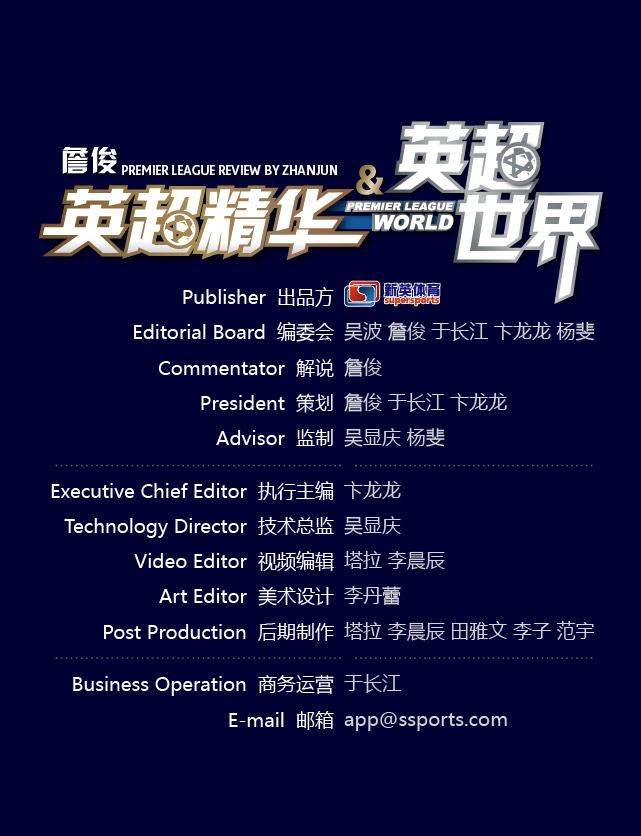 詹俊 PREMIER LEAGUE REVIEW BY ZHANJUN
英超精华
&
英超
PREMIER LEAGUE
WORLD
世界
Publisher 出品方 新英体育 supersports
Editorial Board 编委会 吴波 詹俊 于长江 卞龙龙 杨斐
Commentator 解说 詹俊
President 策划 詹俊 于长江 卞龙龙
Advisor 监制 吴显庆 杨斐
Executive Chief Editor 执行主编 卞龙龙
Technology Director 技术总监 吴显庆
Video Editor 视频编辑 塔拉 李晨辰
Art Editor 美术设计 李丹蕾
Post Production 后期制作 塔拉 李晨辰 田雅文 李子 范宇
Business Operation 商务运营 于长江
E-mail 邮箱 app@ssports.com